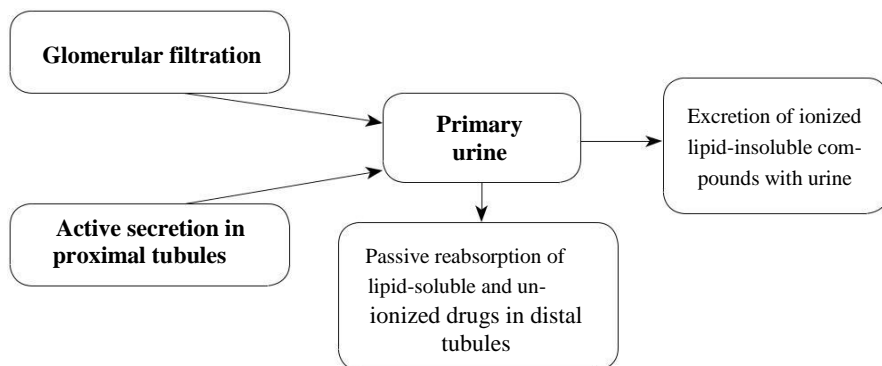 Glomerular filtration
Active secretion in
proximal tubules
Primary
urine
Passive reabsorption of
lipid-soluble and un-
ionized drugs in distal
tubules
Excretion of ionized
lipid-insoluble com-
pounds with urine